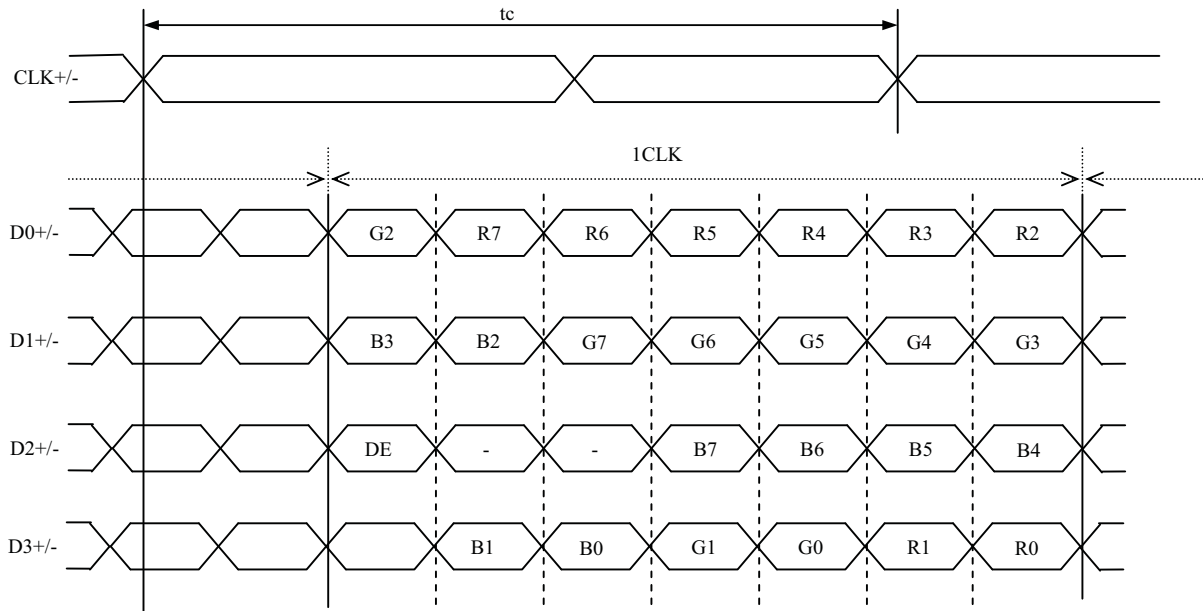 tc
CLK+/-
1CLK
D0+/- G2 R7 R6 R5 R4 R3 R2
D1+/- B3 B2 G7 G6 G5 G4 G3
D2+/- DE - - B7 B6 B5 B4
D3+/- B1 B0 G1 G0 R1 R0